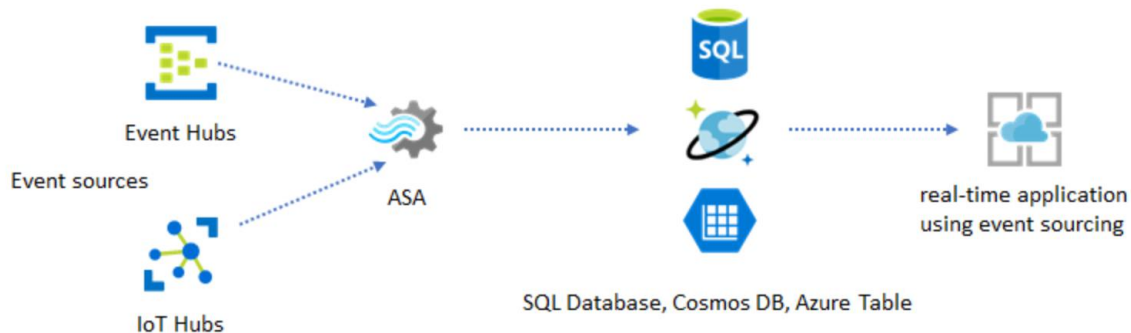 SQL
Event Hubs
Event sources
ASA
real-time application
using event sourcing
SQL Database, Cosmos DB, Azure Table
IoT Hubs